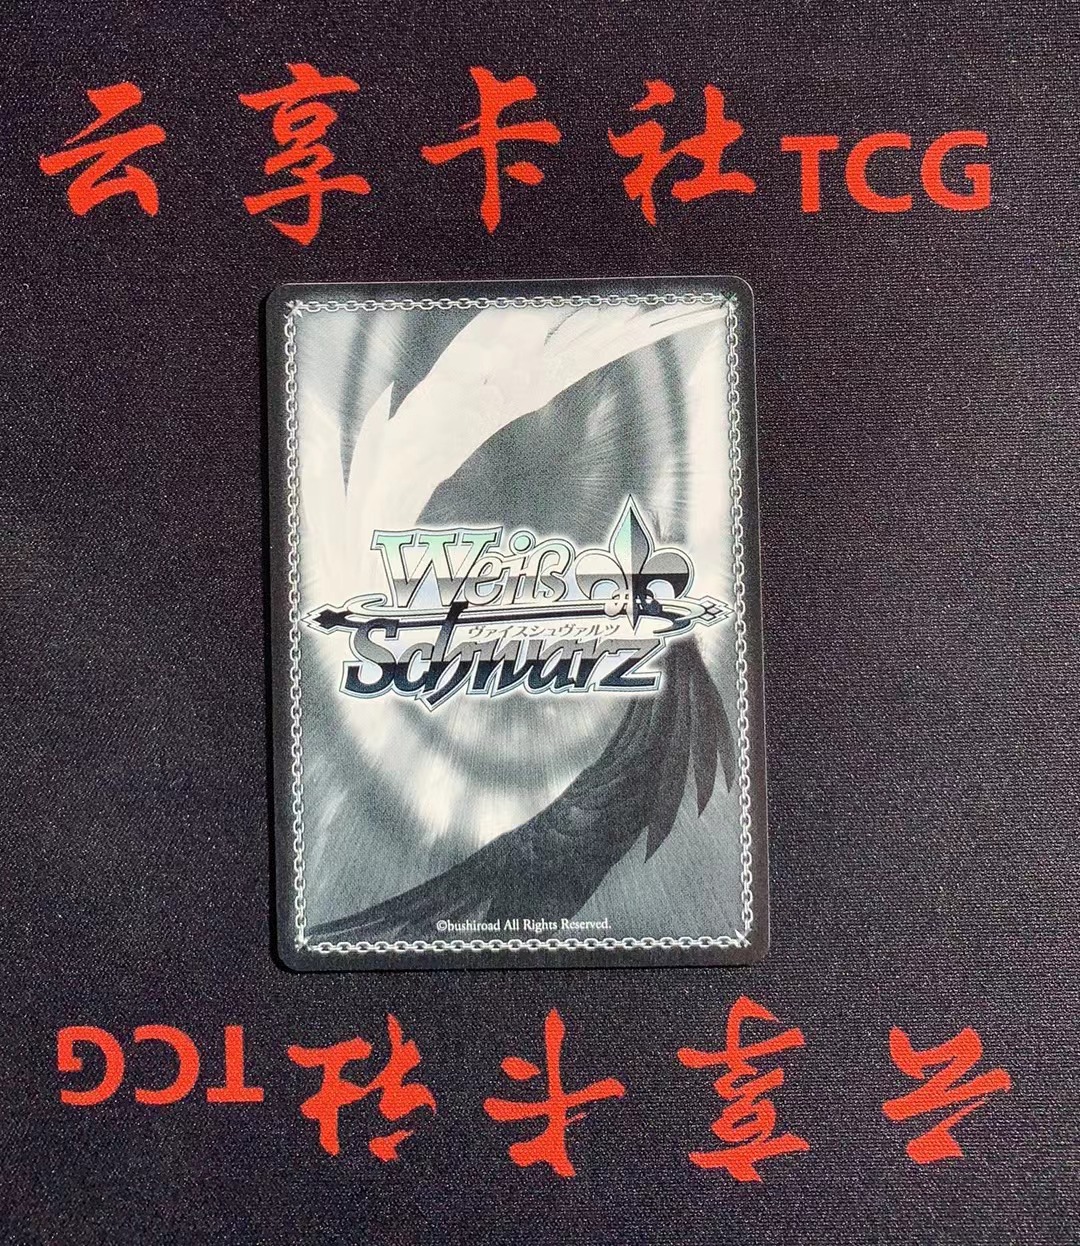 云享卡社TCG
Weiß
ヴァイスシュヴァルツ
Schwarz
©bushiroad All Rights Reserved.
云享卡社TCG